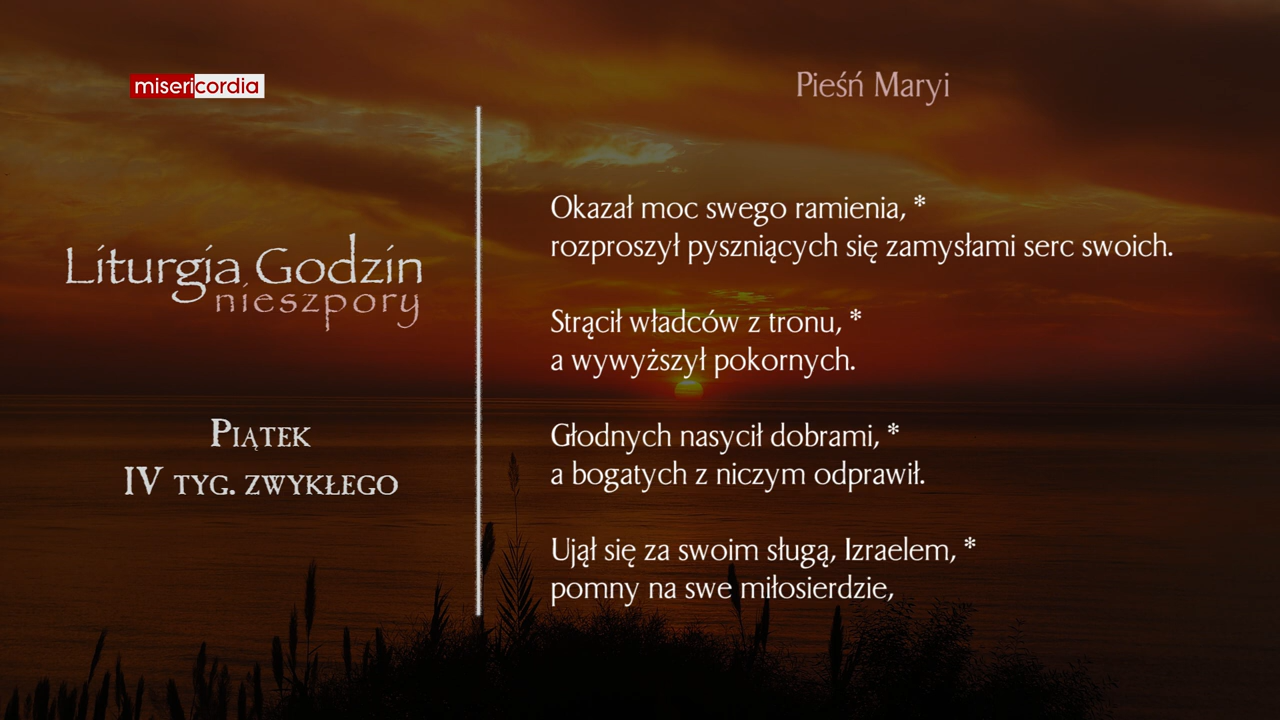 misericordia
Pieśń Maryi
Liturgia Godzin
nieszpory
Piątek
IV tyg. zwykłego
Okazał moc swego ramienia, *
rozproszył pyszniących się zamysłami serc swoich.
Strącił władców z tronu, *
a wywyższył pokornych.
Głodnych nasycił dobrami, *
a bogatych z niczym odprawił.
Ujął się za swoim sługą, Izraelem, *
pomny na swe miłosierdzie,